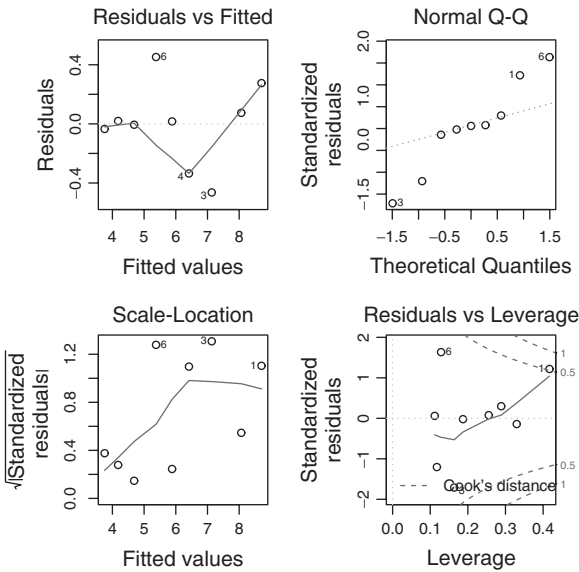 Residuals vs Fitted
Residuals
0.4
0.0
−0.4
6
4
3
4 5 6 7 8
Fitted values
Normal Q-Q
Standardized
residuals
2.0
1.0
0.0
−1.5
6
1
3
−1.5 −0.5 0.5 1.5
Theoretical Quantiles
Scale-Location
√|Standardized
residuals|
1.2
0.8
0.4
0.0
6
3
1
4 5 6 7 8
Fitted values
Residuals vs Leverage
Standardized
residuals
2
1
0
−1
−2
6
1
3
1
0.5
0.5
1
Cook's distance
0.0 0.1 0.2 0.3 0.4
Leverage